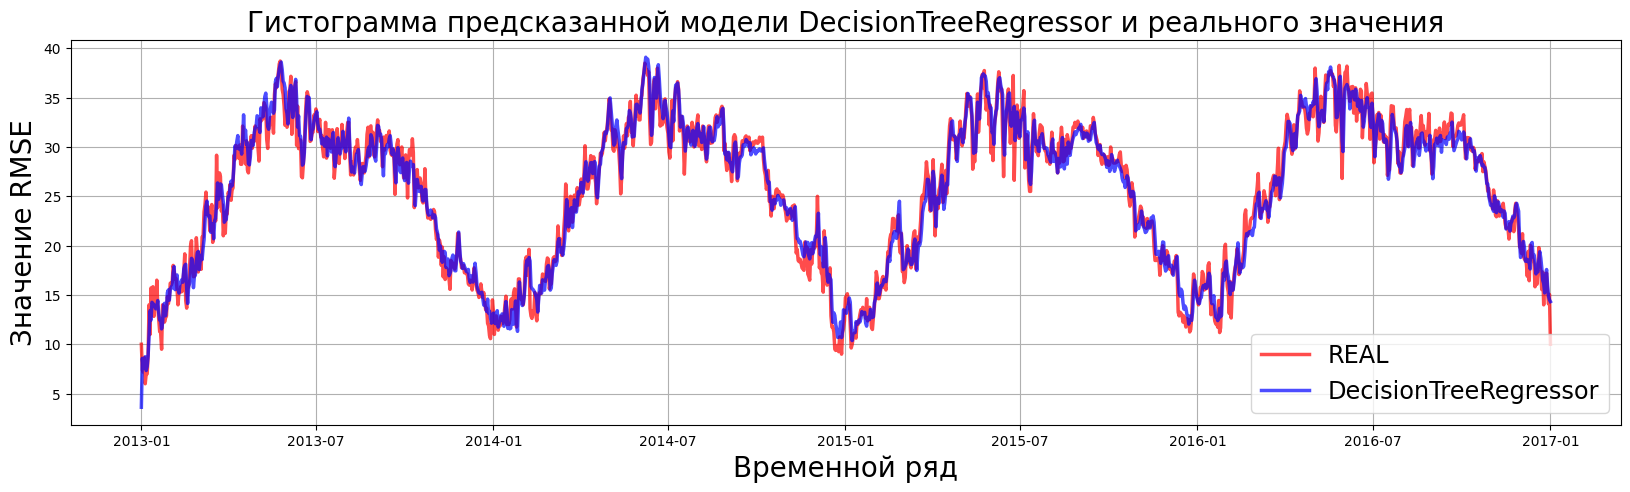 Гистограмма предсказанной модели DecisionTreeRegressor и реального значения
Значение RMSE
40
35
30
25
20
15
10
5
REAL
DecisionTreeRegressor
2013-01 2013-07 2014-01 2014-07 2015-01 2015-07 2016-01 2016-07 2017-01
Временной ряд